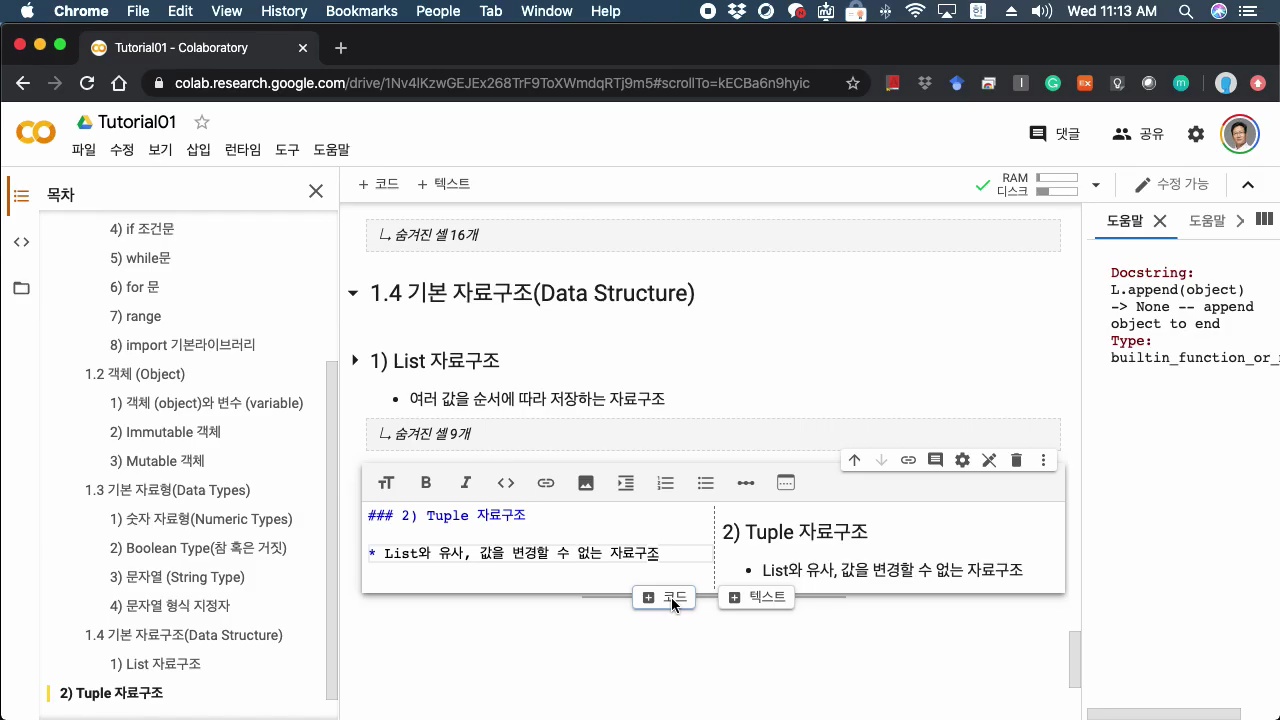 Chrome File Edit View History Bookmarks People Tab Window Help 한 Wed 11:13 AM
Tutorial01 - Colaboratory
colab.research.google.com/drive/1Nv4lKzwGEJEx268TrF9ToXWmdqRTj9m5#scrollTo=kECBa6n9hyic
Tutorial01
댓글 공유
파일 수정 보기 삽입 런타임 도구 도움말
목차
+ 코드 + 텍스트
RAM
디스크
수정 가능
4) if 조건문
5) while문
6) for 문
7) range
8) import 기본라이브러리
1.2 객체 (Object)
1) 객체 (object)와 변수 (variable)
2) Immutable 객체
3) Mutable 객체
1.3 기본 자료형(Data Types)
1) 숫자 자료형(Numeric Types)
2) Boolean Type(참 혹은 거짓)
3) 문자열 (String Type)
4) 문자열 형식 지정자
1.4 기본 자료구조(Data Structure)
1) List 자료구조
2) Tuple 자료구조
숨겨진 셀 16개
1.4 기본 자료구조(Data Structure)
1) List 자료구조
• 여러 값을 순서에 따라 저장하는 자료구조
숨겨진 셀 9개
### 2) Tuple 자료구조
* List와 유사, 값을 변경할 수 없는 자료구조
2) Tuple 자료구조
• List와 유사, 값을 변경할 수 없는 자료구조
코드 텍스트
도움말 도움말
Docstring:
L.append(object)
-> None -- append
object to end
Type:
builtin_function_or_